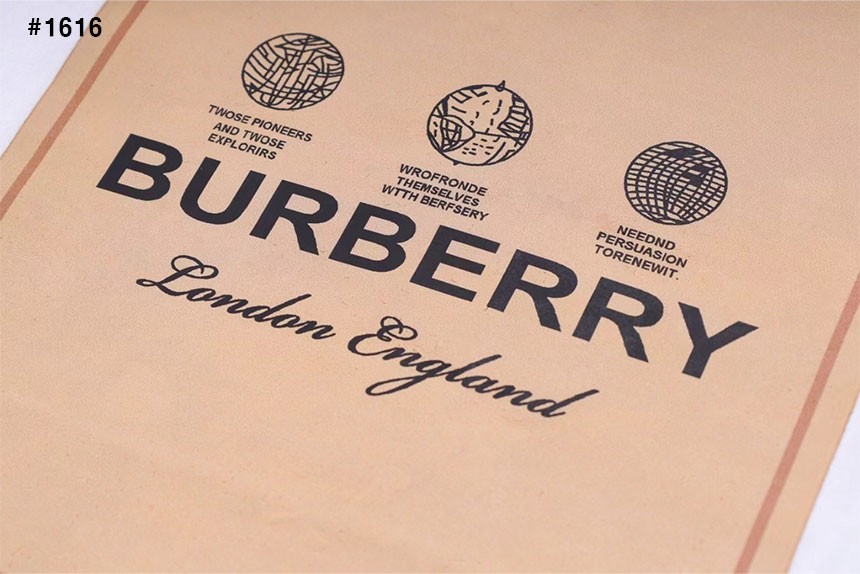 #1616
TWOSE PIONEERS
AND TWOSE
EXPLORIRS
WROFRONDE
THEMSELVES
WTTH BERFSERY
NEEDND
PERSUASION
TORENEWIT.
BURBERRY
London England